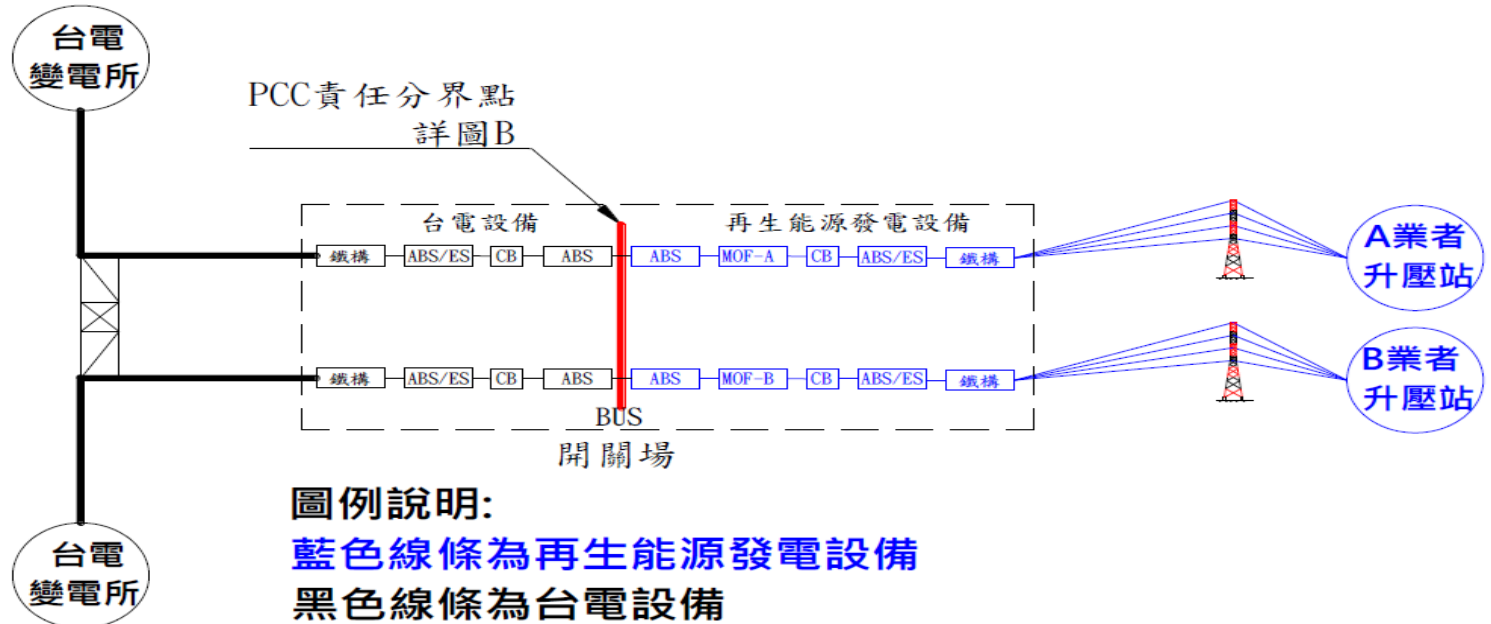 台電
變電所
PCC責任分界點
詳圖B
台電設備
再生能源發電設備
鐵構
ABS/ES
CB
ABS
ABS
MOF-A
CB
ABS/ES
鐵構
A業者
升壓站
鐵構
ABS/ES
CB
ABS
ABS
MOF-B
CB
ABS/ES
鐵構
B業者
升壓站
BUS
開關場
圖例說明:
藍色線條為再生能源發電設備
黑色線條為台電設備
台電
變電所